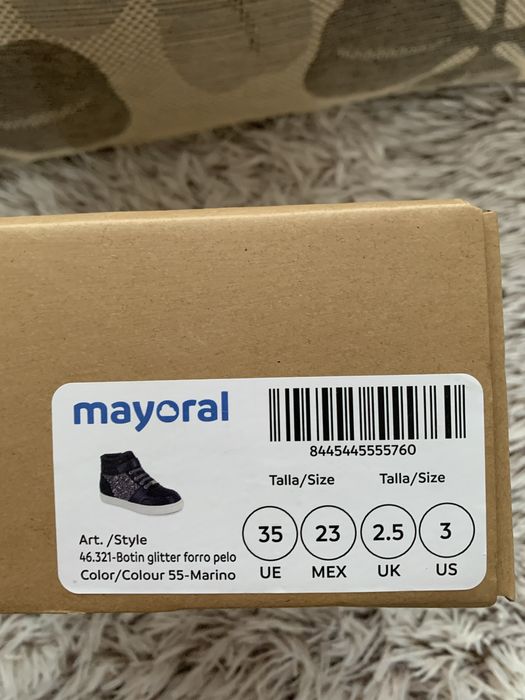 mayoral
8445445555760
Talla/Size Talla/Size
Art. /Style
46.321-Botin glitter forro pelo
Color/Colour 55-Marino
35 23 2.5 3
UE MEX UK US